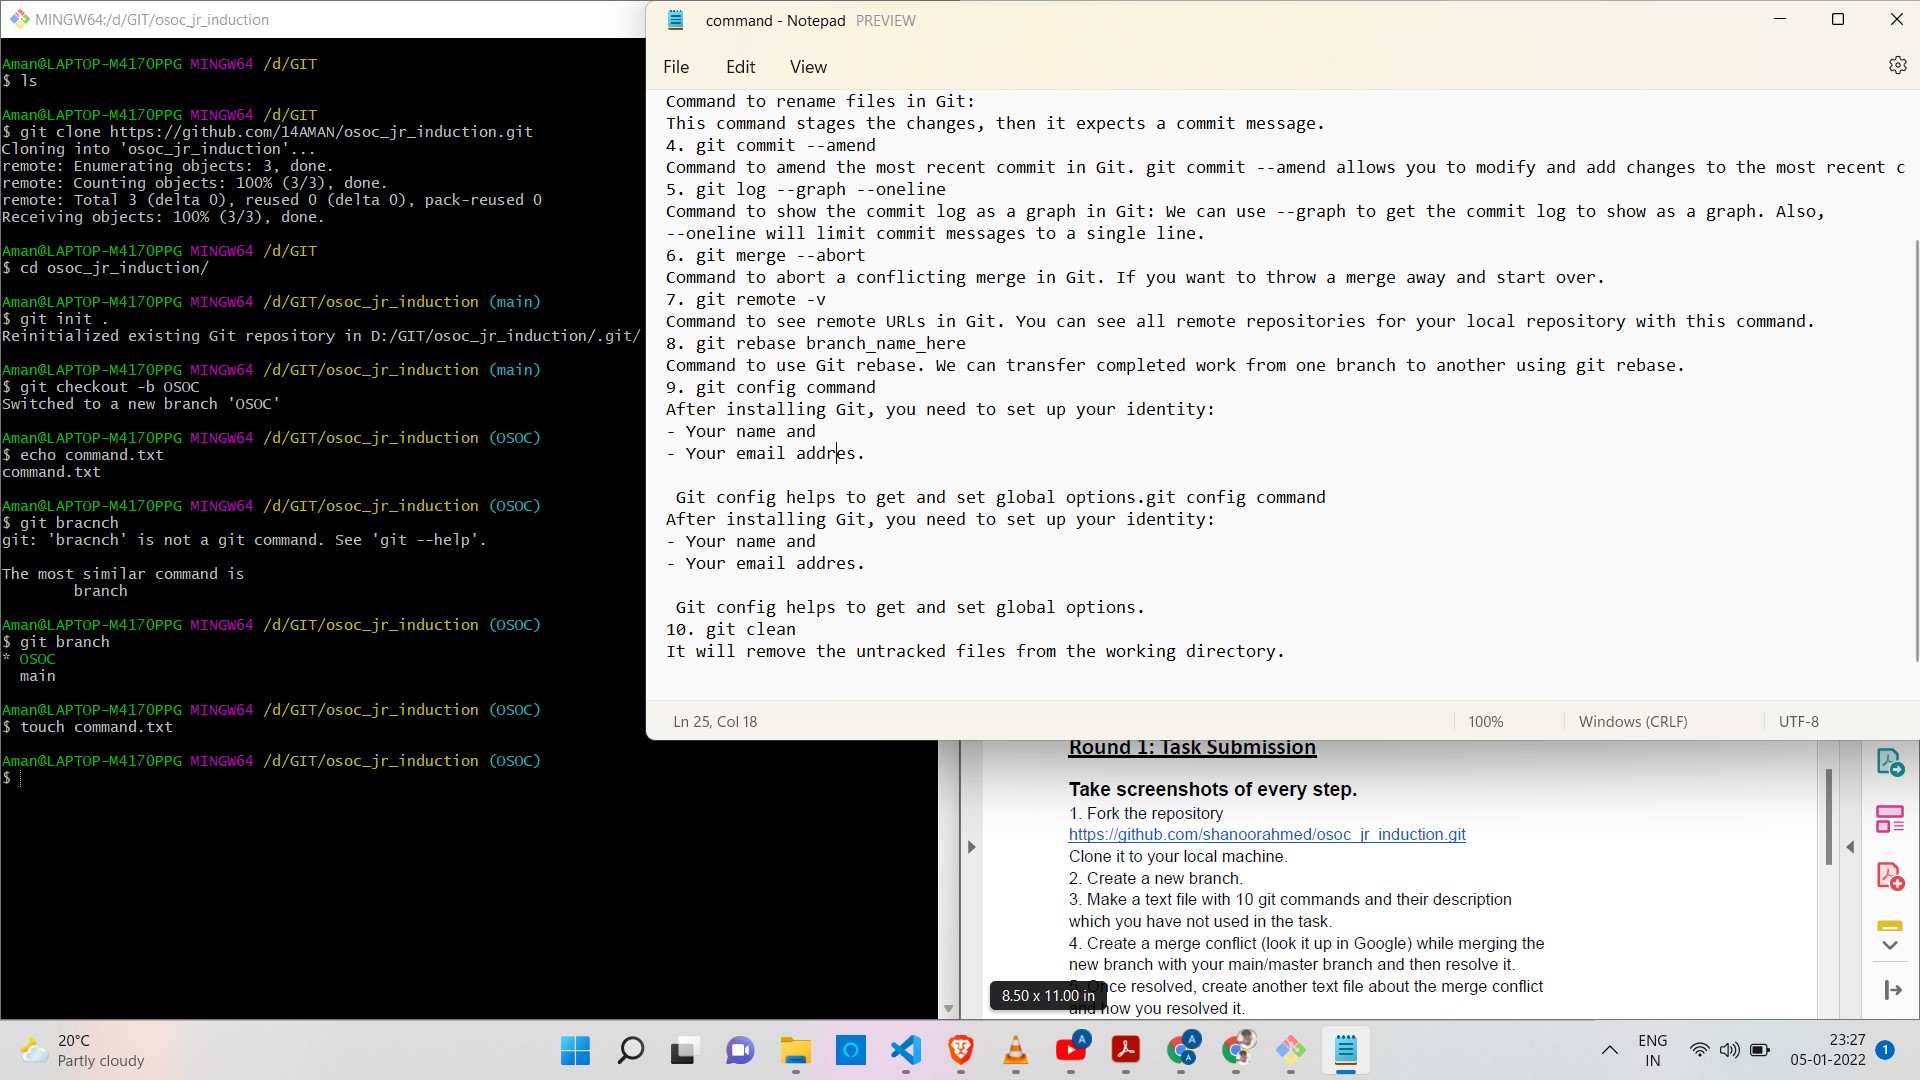 MINGW64:/d/GIT/osoc_jr_induction
Aman@LAPTOP-M417OPPG MINGW64 /d/GIT
$ ls
Aman@LAPTOP-M417OPPG MINGW64 /d/GIT
$ git clone https://github.com/14AMAN/osoc_jr_induction.git
Cloning into 'osoc_jr_induction'...
remote: Enumerating objects: 3, done.
remote: Counting objects: 100% (3/3), done.
remote: Total 3 (delta 0), reused 0 (delta 0), pack-reused 0
Receiving objects: 100% (3/3), done.
Aman@LAPTOP-M417OPPG MINGW64 /d/GIT
$ cd osoc_jr_induction/
Aman@LAPTOP-M417OPPG MINGW64 /d/GIT/osoc_jr_induction (main)
$ git init .
Reinitialized existing Git repository in D:/GIT/osoc_jr_induction/.git/
Aman@LAPTOP-M417OPPG MINGW64 /d/GIT/osoc_jr_induction (main)
$ git checkout -b OSOC
Switched to a new branch 'OSOC'
Aman@LAPTOP-M417OPPG MINGW64 /d/GIT/osoc_jr_induction (OSOC)
$ echo command.txt
command.txt
Aman@LAPTOP-M417OPPG MINGW64 /d/GIT/osoc_jr_induction (OSOC)
$ git bracnch
git: 'bracnch' is not a git command. See 'git --help'.
The most similar command is
branch
Aman@LAPTOP-M417OPPG MINGW64 /d/GIT/osoc_jr_induction (OSOC)
$ git branch
* OSOC
main
Aman@LAPTOP-M417OPPG MINGW64 /d/GIT/osoc_jr_induction (OSOC)
$ touch command.txt
Aman@LAPTOP-M417OPPG MINGW64 /d/GIT/osoc_jr_induction (OSOC)
$
command - Notepad PREVIEW
File Edit View
Command to rename files in Git:
This command stages the changes, then it expects a commit message.
4. git commit --amend
Command to amend the most recent commit in Git. git commit --amend allows you to modify and add changes to the most recent c
5. git log --graph --oneline
Command to show the commit log as a graph in Git: We can use --graph to get the commit log to show as a graph. Also,
--oneline will limit commit messages to a single line.
6. git merge --abort
Command to abort a conflicting merge in Git. If you want to throw a merge away and start over.
7. git remote -v
Command to see remote URLs in Git. You can see all remote repositories for your local repository with this command.
8. git rebase branch_name_here
Command to use Git rebase. We can transfer completed work from one branch to another using git rebase.
9. git config command
After installing Git, you need to set up your identity:
- Your name and
- Your email addres.
Git config helps to get and set global options.git config command
After installing Git, you need to set up your identity:
- Your name and
- Your email addres.
Git config helps to get and set global options.
10. git clean
It will remove the untracked files from the working directory.
Ln 25, Col 18 100% Windows (CRLF) UTF-8
Round 1: Task Submission
Take screenshots of every step.
1. Fork the repository
https://github.com/shanoorahmed/osoc_jr_induction.git
Clone it to your local machine.
2. Create a new branch.
3. Make a text file with 10 git commands and their description
which you have not used in the task.
4. Create a merge conflict (look it up in Google) while merging the
new branch with your main/master branch and then resolve it.
5. Once resolved, create another text file about the merge conflict
and how you resolved it.
8.50 x 11.00 in
20°C
Partly cloudy
A
A
A
ENG
IN
23:27
05-01-2022
1